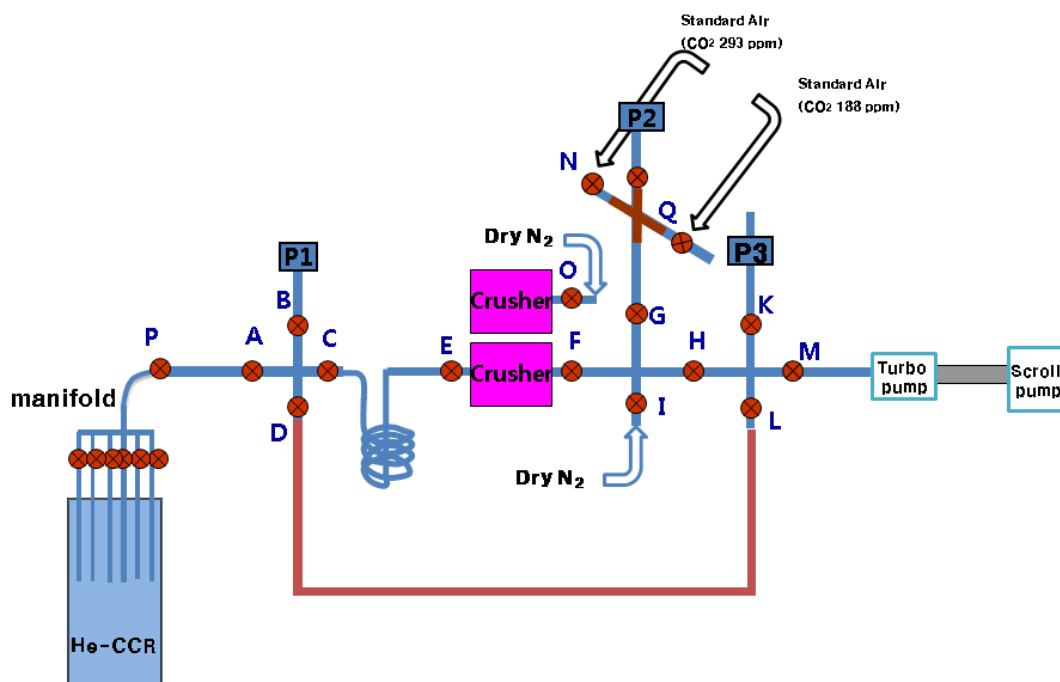 Standard Air
(CO² 293 ppm)
Standard Air
(CO² 188 ppm)
P2
N
Q
Dry N₂
P1
P3
O
B
Crusher
K
G
P
A
C
E
Crusher
F
H
M
Turbo
pump
Scroll
pump
manifold
I
L
D
Dry N₂
He-CCR